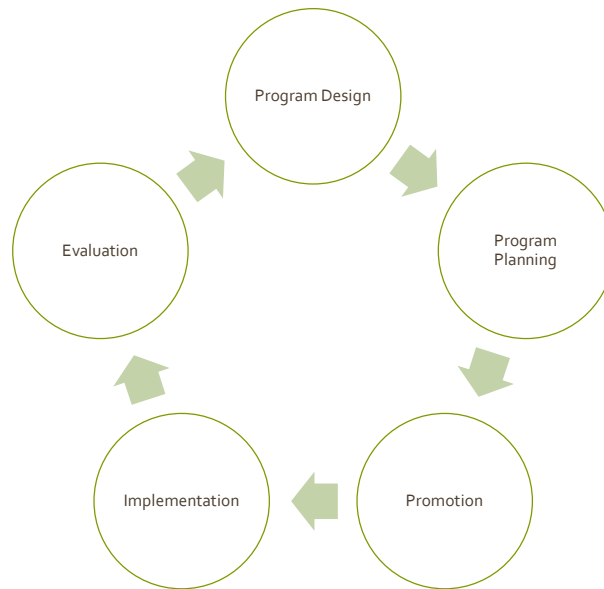 Program Design
Program
Planning
Promotion
Implementation
Evaluation